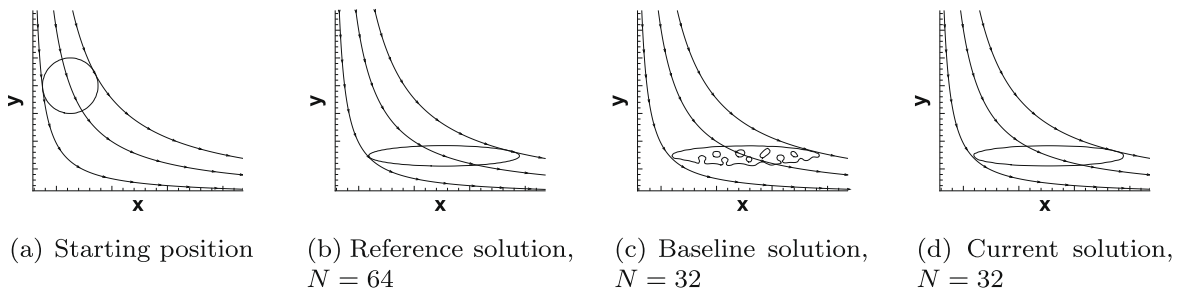 y
x
y
x
y
x
y
x
(a) Starting position
(b) Reference solution,
N = 64
(c) Baseline solution,
N = 32
(d) Current solution,
N = 32